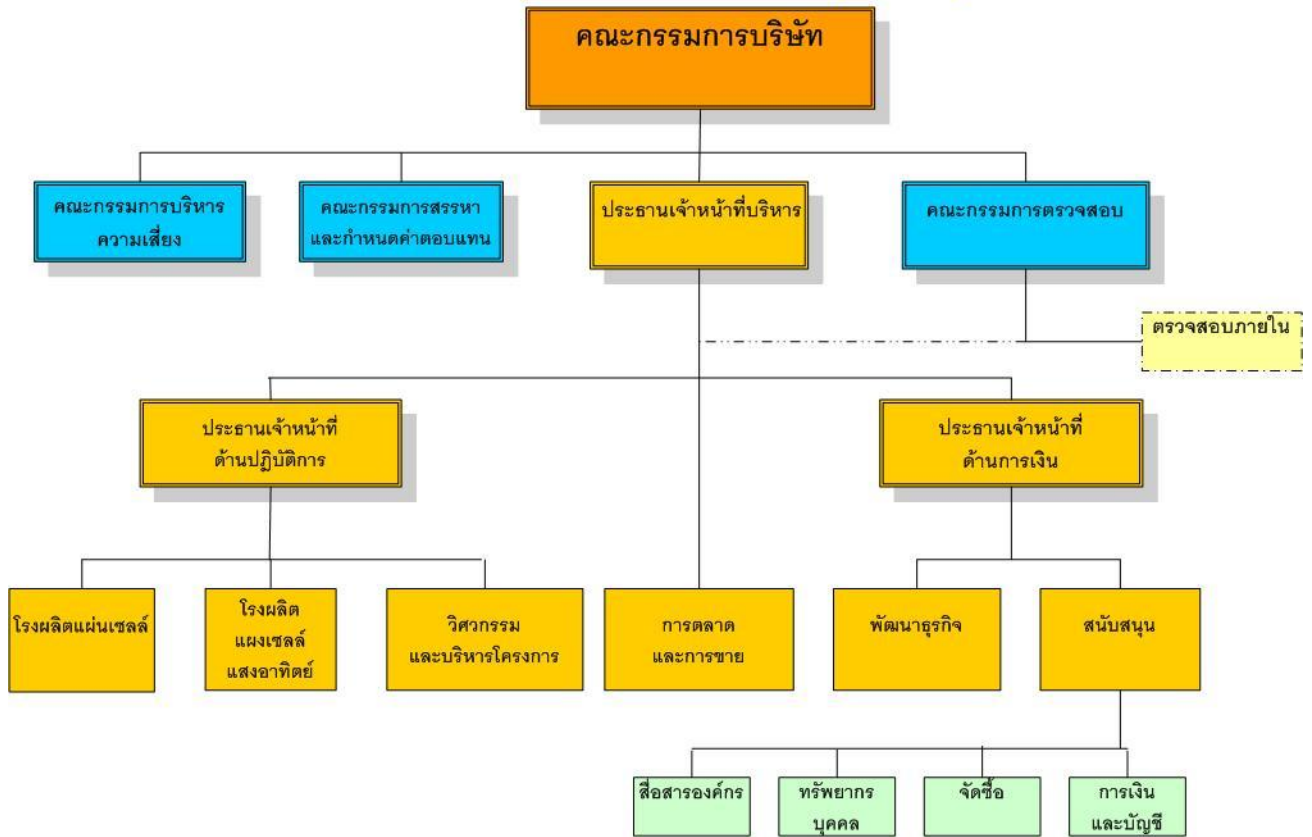 คณะกรรมการบริษัท
คณะกรรมการบริหาร
ความเสี่ยง
คณะกรรมการสรรหา
และกำหนดค่าตอบแทน
ประธานเจ้าหน้าที่บริหาร
คณะกรรมการตรวจสอบ
ตรวจสอบภายใน
ประธานเจ้าหน้าที่
ด้านปฎิบัติการ
ประธานเจ้าหน้าที่
ด้านการเงิน
โรงผลิตแผ่นเซลล์
โรงผลิต
แผงเซลล์
แสงอาทิตย์
วิศวกรรม
และบริหารโครงการ
การตลาด
และการขาย
พัฒนาธุรกิจ
สนับสนุน
สื่อสารองค์กร
ทรัพยากร
บุคคล
จัดซื้อ
การเงิน
และบัญชี